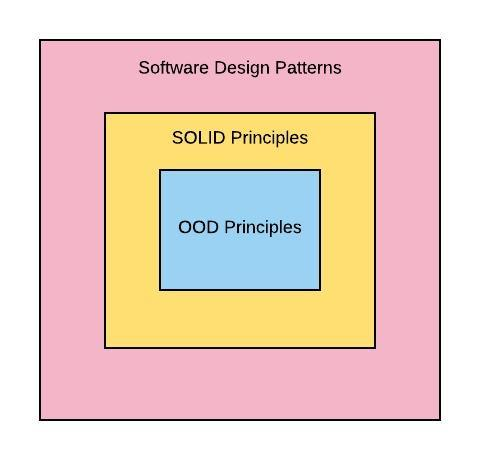 Software Design Patterns
SOLID Principles
OOD Principles